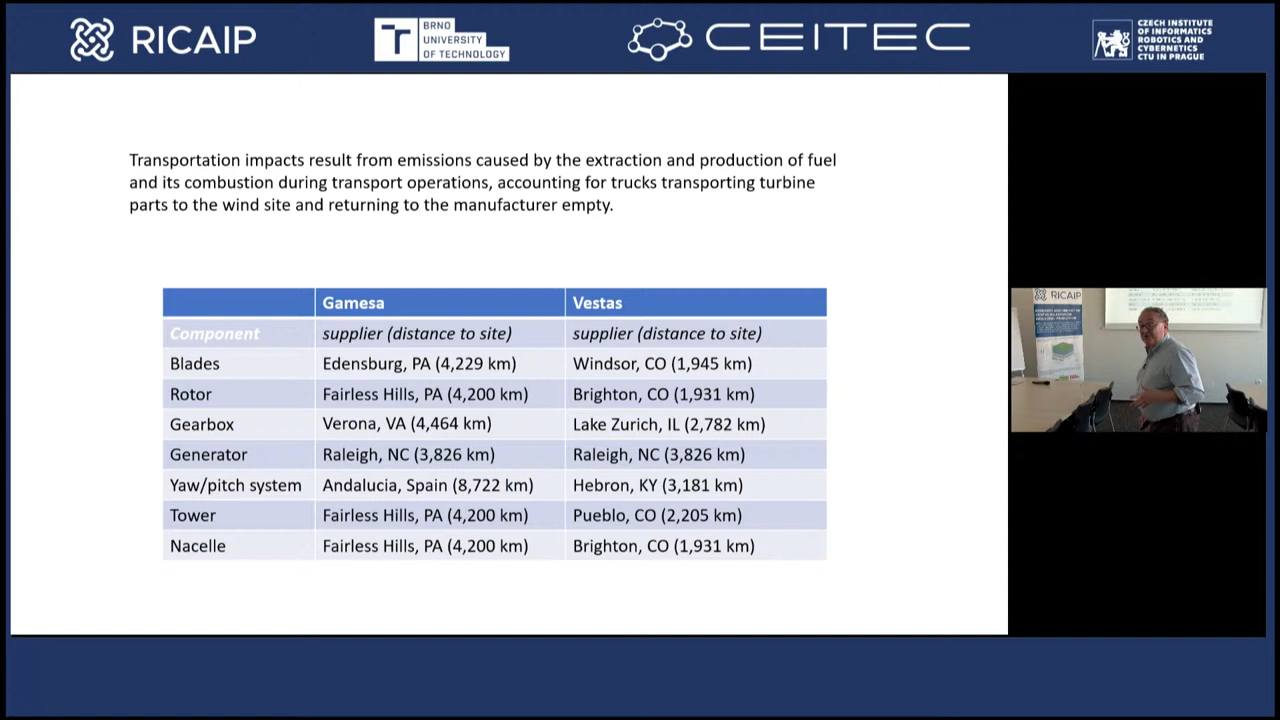 RICAIP
BRNO
UNIVERSITY
OF TECHNOLOGY
CEITEC
CZECH INSTITUTE
OF INFORMATICS
ROBOTICS AND
CYBERNETICS
CTU IN PRAGUE
Transportation impacts result from emissions caused by the extraction and production of fuel
and its combustion during transport operations, accounting for trucks transporting turbine
parts to the wind site and returning to the manufacturer empty.
Gamesa Vestas
Component supplier (distance to site) supplier (distance to site)
Blades Edensburg, PA (4,229 km) Windsor, CO (1,945 km)
Rotor Fairless Hills, PA (4,200 km) Brighton, CO (1,931 km)
Gearbox Verona, VA (4,464 km) Lake Zurich, IL (2,782 km)
Generator Raleigh, NC (3,826 km) Raleigh, NC (3,826 km)
Yaw/pitch system Andalucia, Spain (8,722 km) Hebron, KY (3,181 km)
Tower Fairless Hills, PA (4,200 km) Pueblo, CO (2,205 km)
Nacelle Fairless Hills, PA (4,200 km) Brighton, CO (1,931 km)
RICAIP